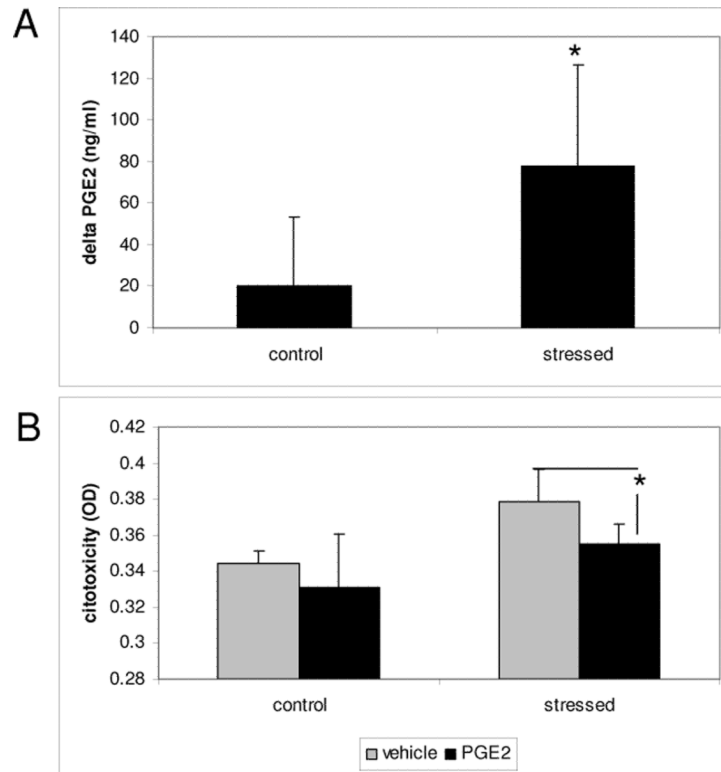 A
140
120
100
80
60
40
20
0
delta PGE2 (ng/ml)
*
control stressed
B
0.42
0.4
0.38
0.36
0.34
0.32
0.3
0.28
citotoxicity (OD)
*
control stressed
vehicle PGE2